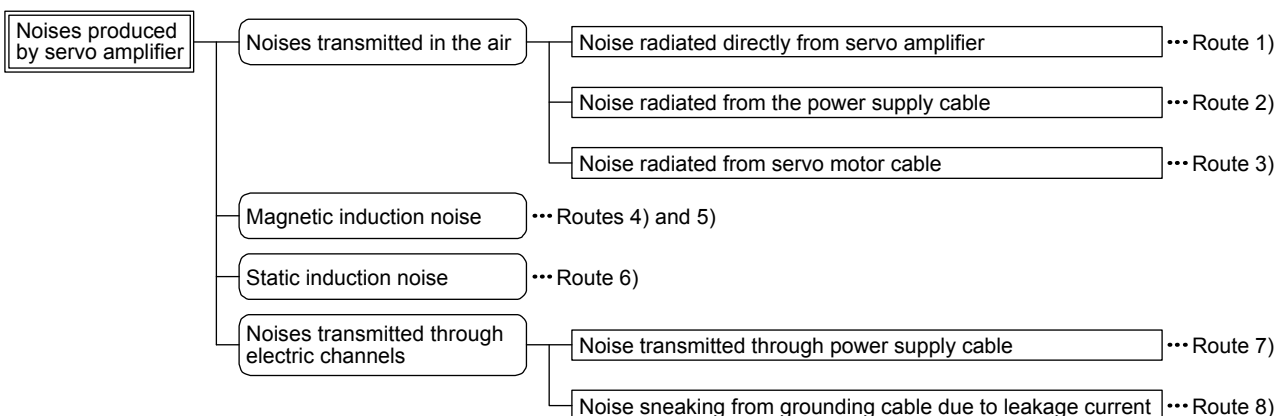 Noises produced
by servo amplifier
Noises transmitted in the air
Noise radiated directly from servo amplifier
••• Route 1)
Noise radiated from the power supply cable
••• Route 2)
Noise radiated from servo motor cable
••• Route 3)
Magnetic induction noise
••• Routes 4) and 5)
Static induction noise
••• Route 6)
Noises transmitted through
electric channels
Noise transmitted through power supply cable
••• Route 7)
Noise sneaking from grounding cable due to leakage current
••• Route 8)